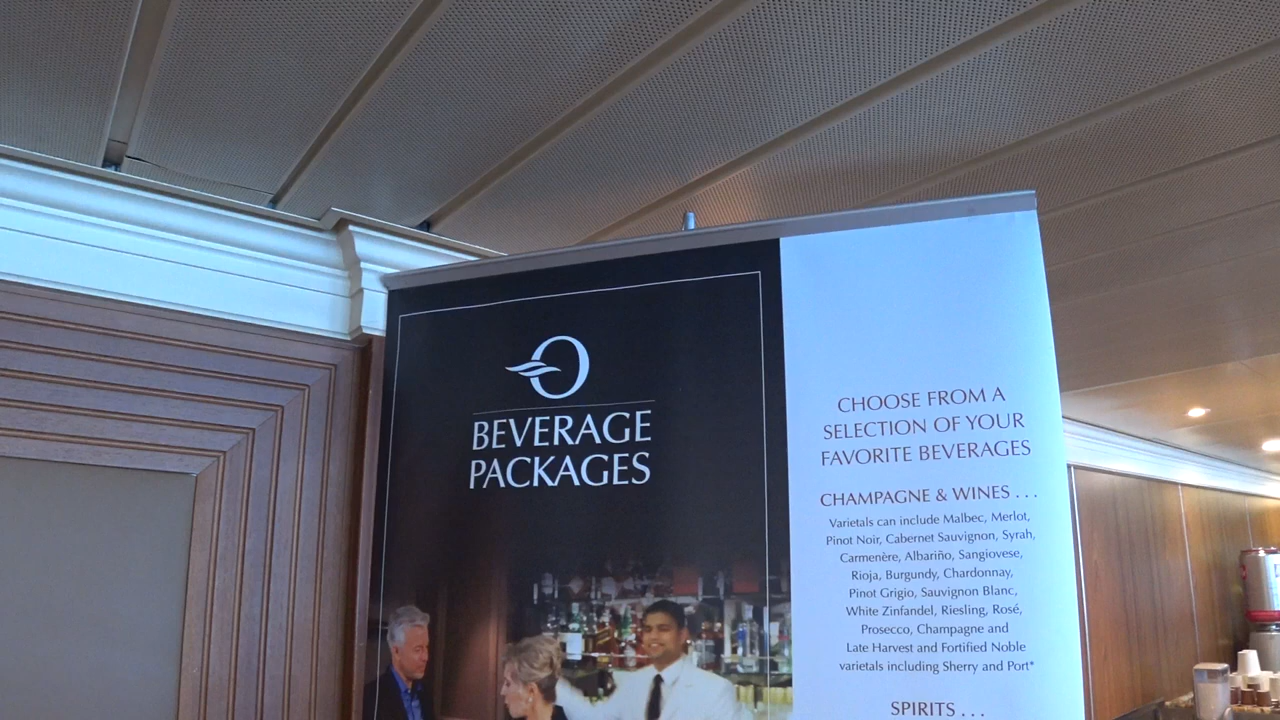 BEVERAGE
PACKAGES
CHOOSE FROM A
SELECTION OF YOUR
FAVORITE BEVERAGES
CHAMPAGNE & WINES . . .
Varietals can include Malbec, Merlot,
Pinot Noir, Cabernet Sauvignon, Syrah,
Carmenère, Albariño, Sangiovese,
Rioja, Burgundy, Chardonnay,
Pinot Grigio, Sauvignon Blanc,
White Zinfandel, Riesling, Rosé,
Prosecco, Champagne and
Late Harvest and Fortified Noble
varietals including Sherry and Port*
SPIRITS . . .